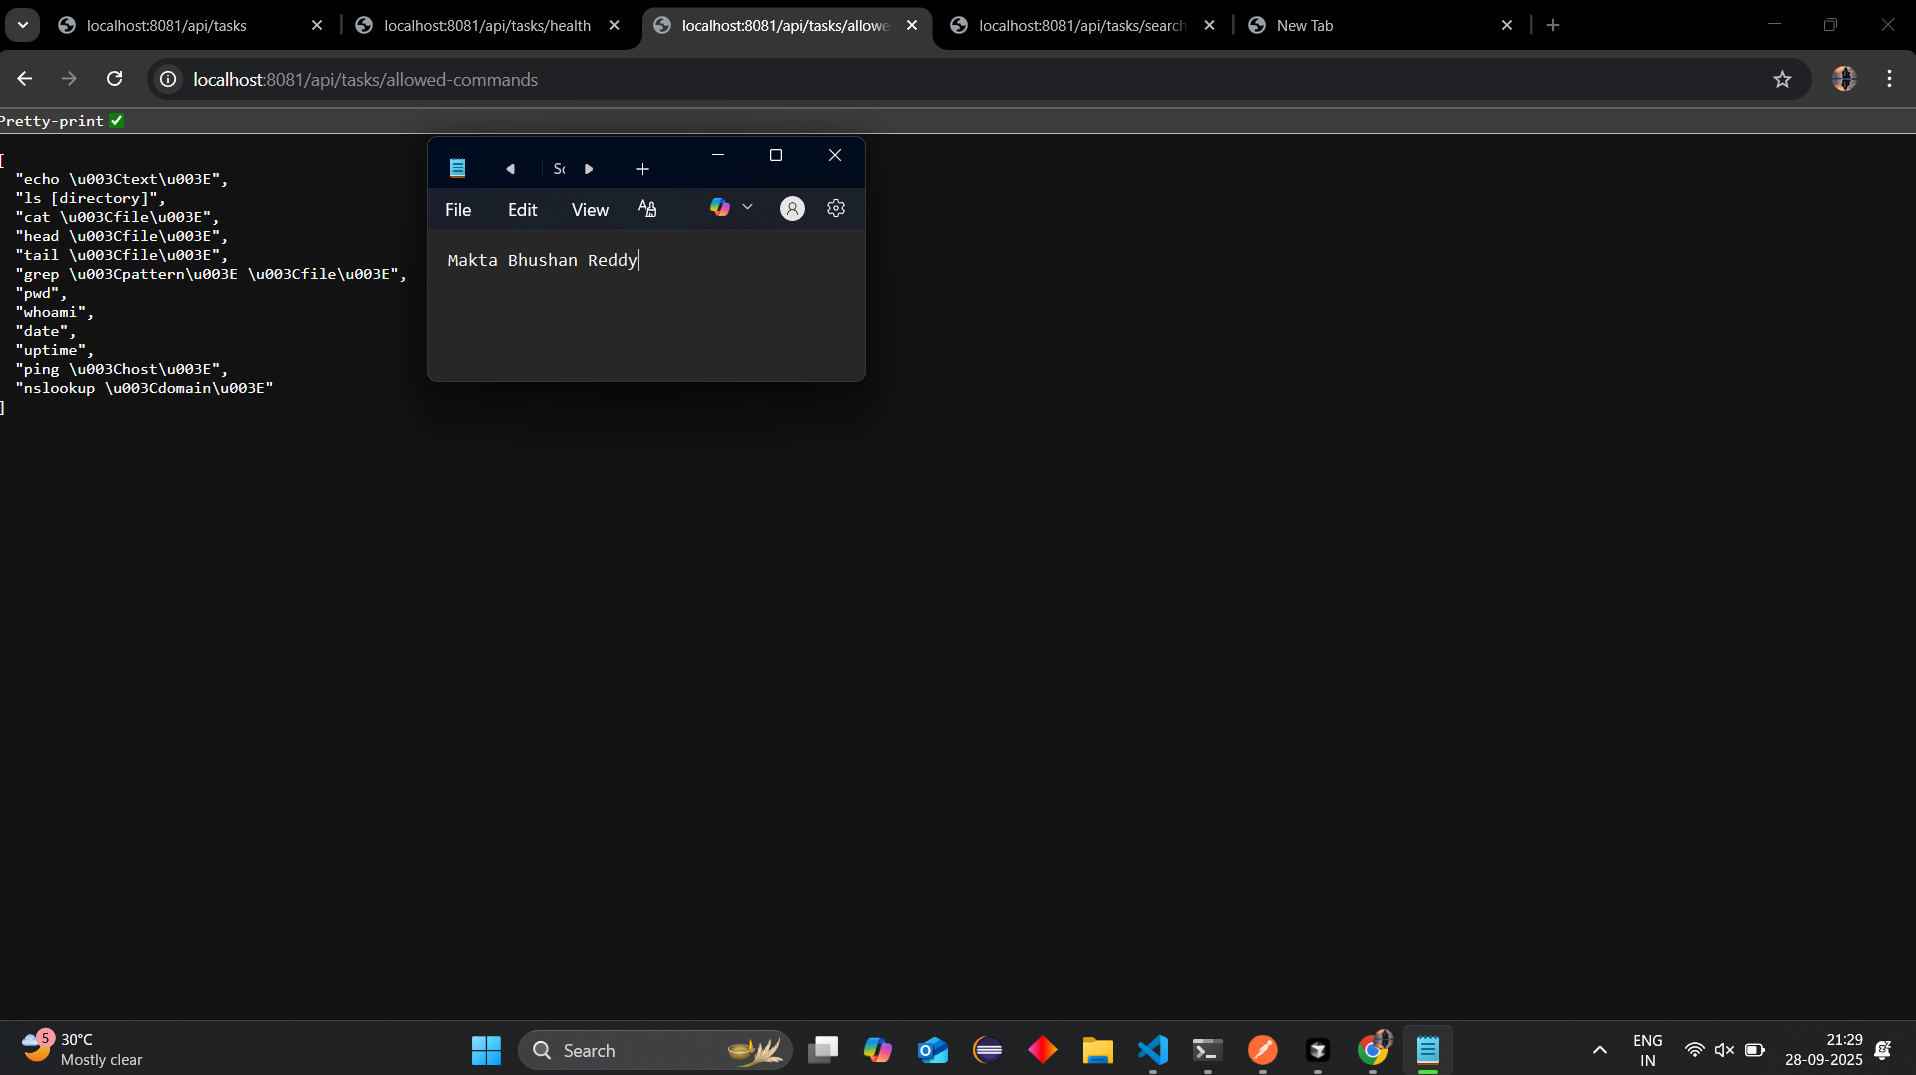 localhost:8081/api/tasks
localhost:8081/api/tasks/health
localhost:8081/api/tasks/allowe
localhost:8081/api/tasks/search
New Tab
localhost:8081/api/tasks/allowed-commands
Pretty-print
[
"echo \u003Ctext\u003E",
"ls [directory]",
"cat \u003Cfile\u003E",
"head \u003Cfile\u003E",
"tail \u003Cfile\u003E",
"grep \u003Cpattern\u003E \u003Cfile\u003E",
"pwd",
"whoami",
"date",
"uptime",
"ping \u003Chost\u003E",
"nslookup \u003Cdomain\u003E"
]
Sc
File Edit View
Makta Bhushan Reddy
5
30°C
Mostly clear
Search
ENG
IN
21:29
28-09-2025